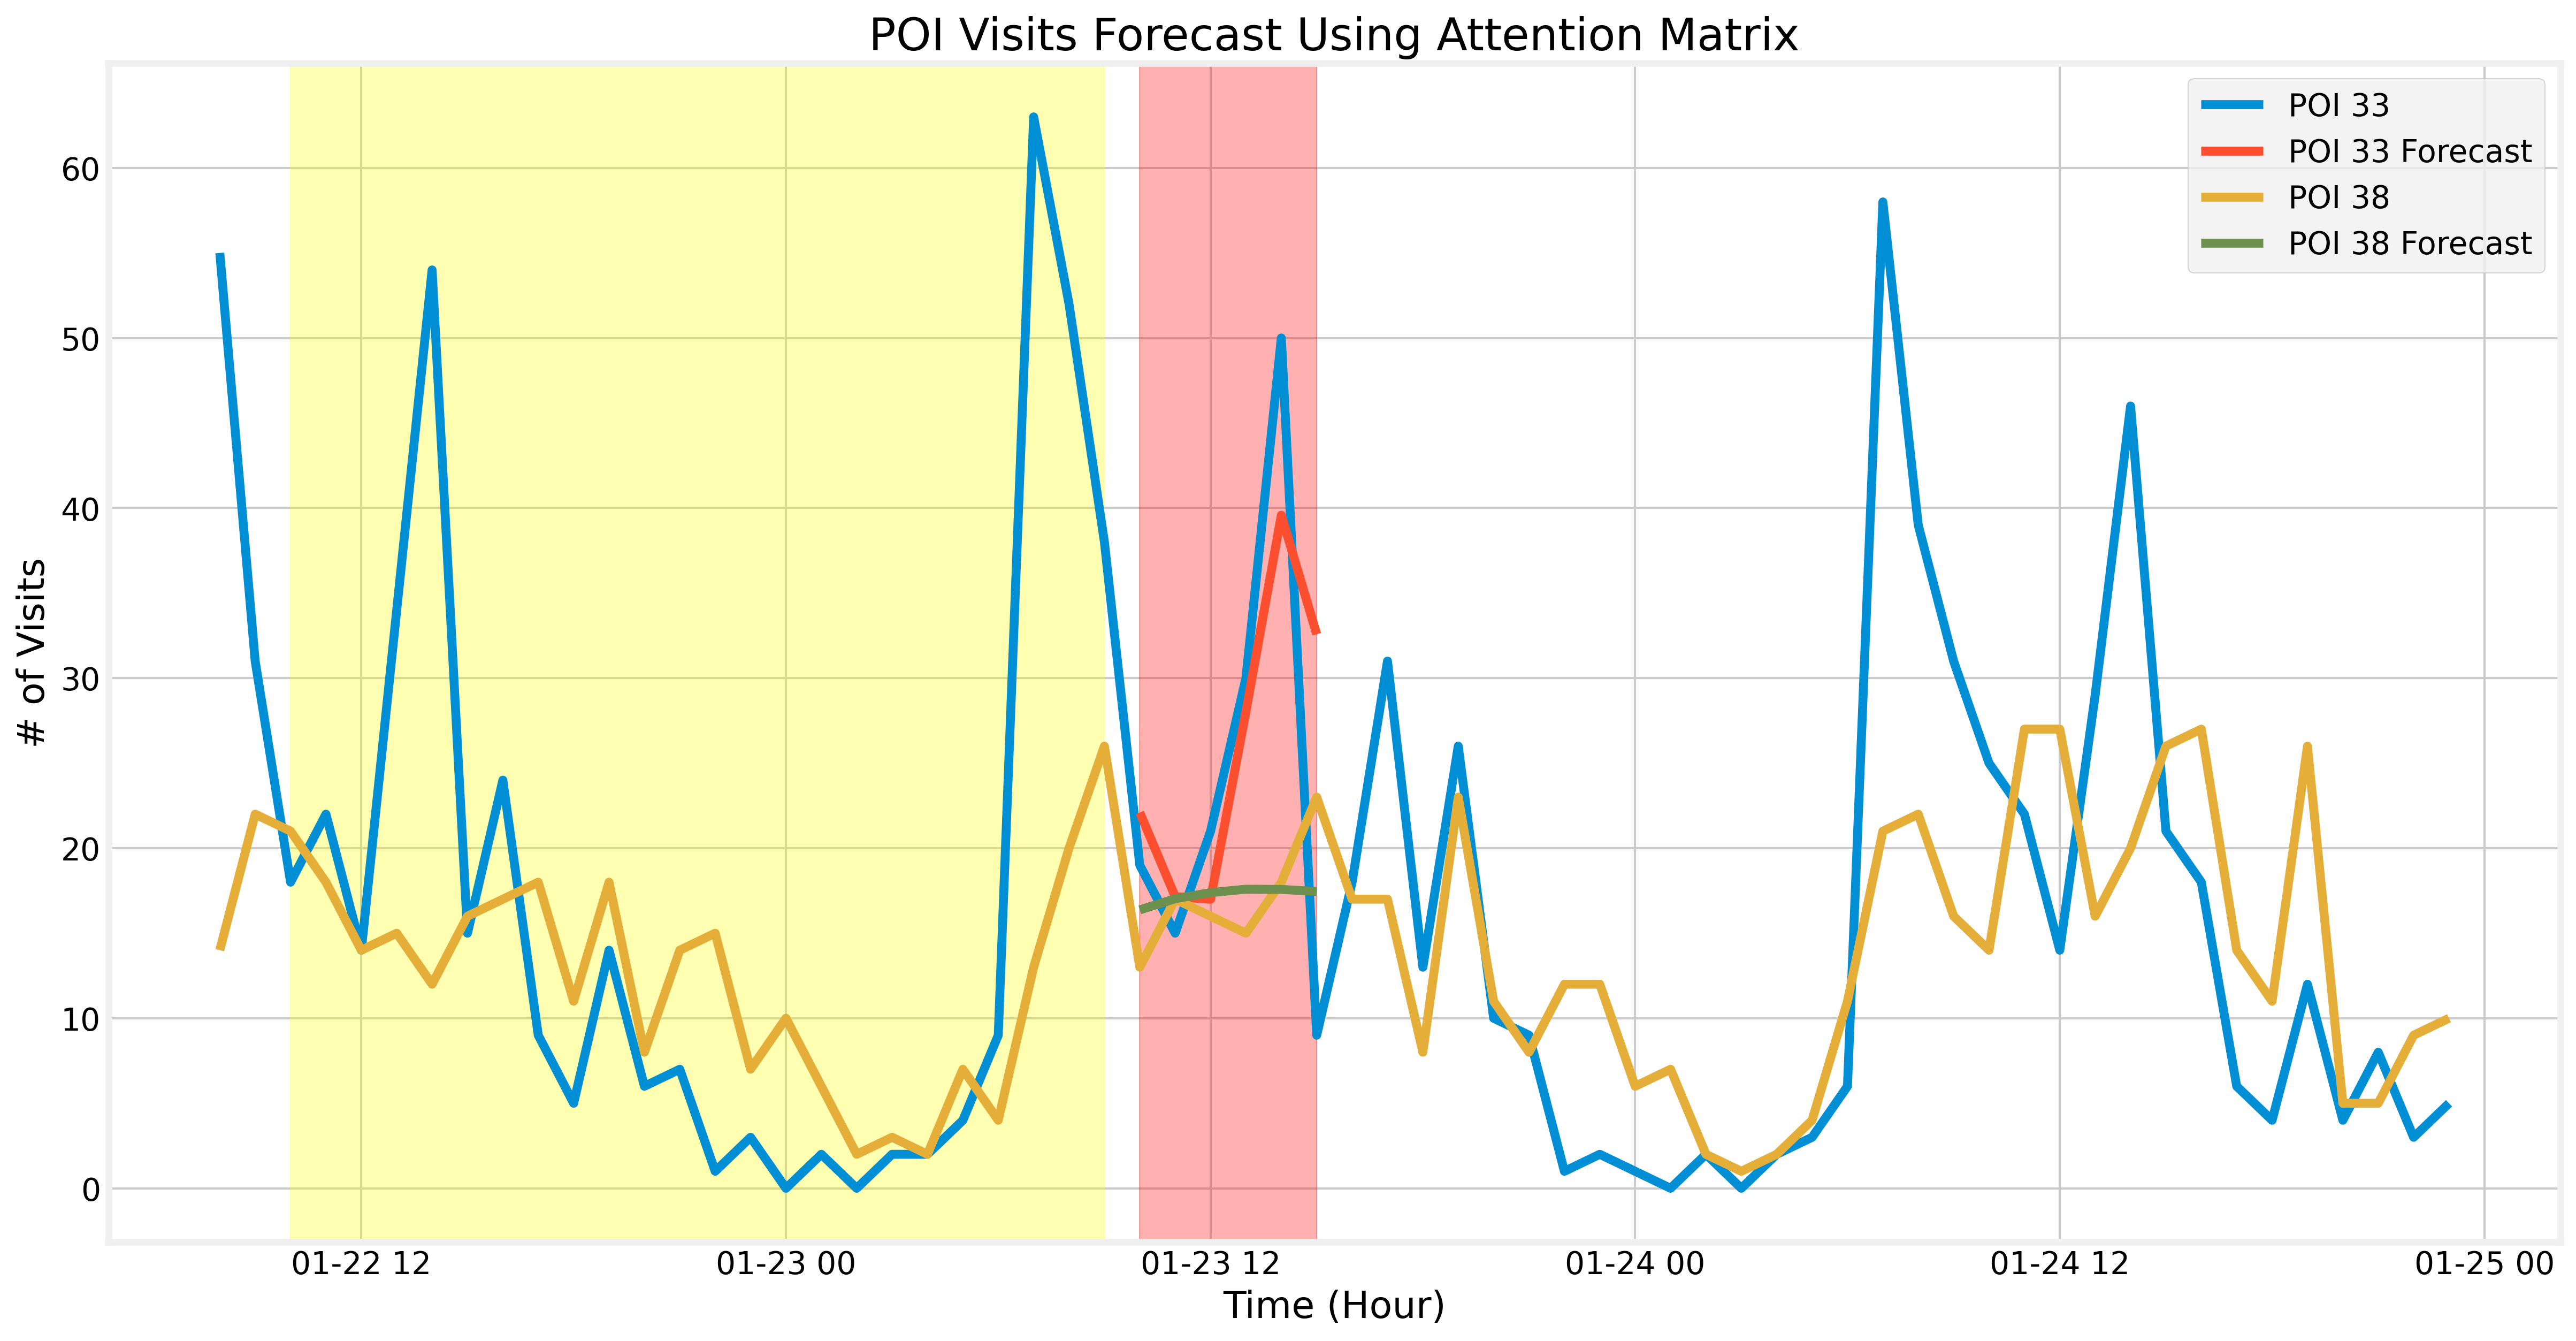 POI Visits Forecast Using Attention Matrix
POI 33
POI 33 Forecast
POI 38
POI 38 Forecast
# of Visits
60
50
40
30
20
10
0
01-22 12
01-23 00
01-23 12
01-24 00
01-24 12
01-25 00
Time (Hour)